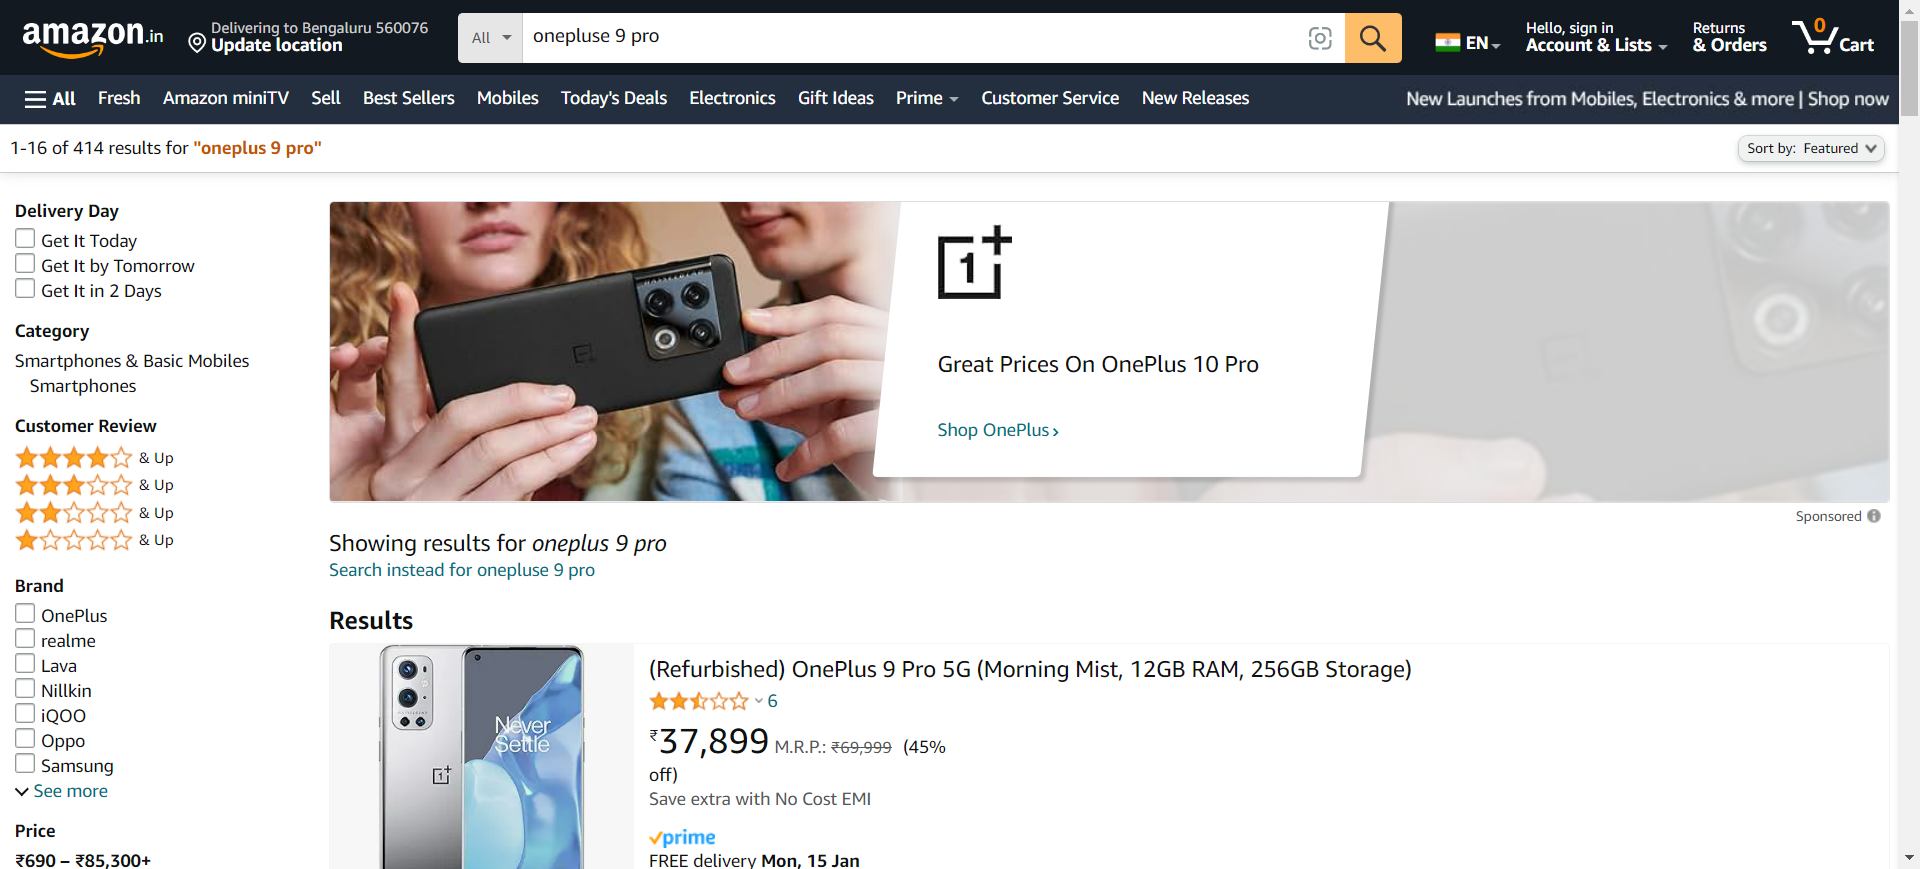 amazon.in
Delivering to Bengaluru 560076
Update location
All
onepluse 9 pro
EN
Hello, sign in
Account & Lists
Returns
& Orders
0
Cart
All
Fresh
Amazon miniTV
Sell
Best Sellers
Mobiles
Today's Deals
Electronics
Gift Ideas
Prime
Customer Service
New Releases
New Launches from Mobiles, Electronics & more | Shop now
1-16 of 414 results for "oneplus 9 pro"
Sort by: Featured
Delivery Day
Get It Today
Get It by Tomorrow
Get It in 2 Days
Category
Smartphones & Basic Mobiles
Smartphones
Customer Review
& Up
& Up
& Up
& Up
Brand
OnePlus
realme
Lava
Nillkin
iQOO
Oppo
Samsung
See more
Price
₹690 – ₹85,300+
HASSELBLAD
1+
Great Prices On OnePlus 10 Pro
Shop OnePlus ›
Sponsored
Showing results for oneplus 9 pro
Search instead for onepluse 9 pro
Results
Never
Settle
1+
(Refurbished) OnePlus 9 Pro 5G (Morning Mist, 12GB RAM, 256GB Storage)
6
₹37,899 M.R.P.: ₹69,999 (45%
off)
Save extra with No Cost EMI
prime
FREE delivery Mon, 15 Jan